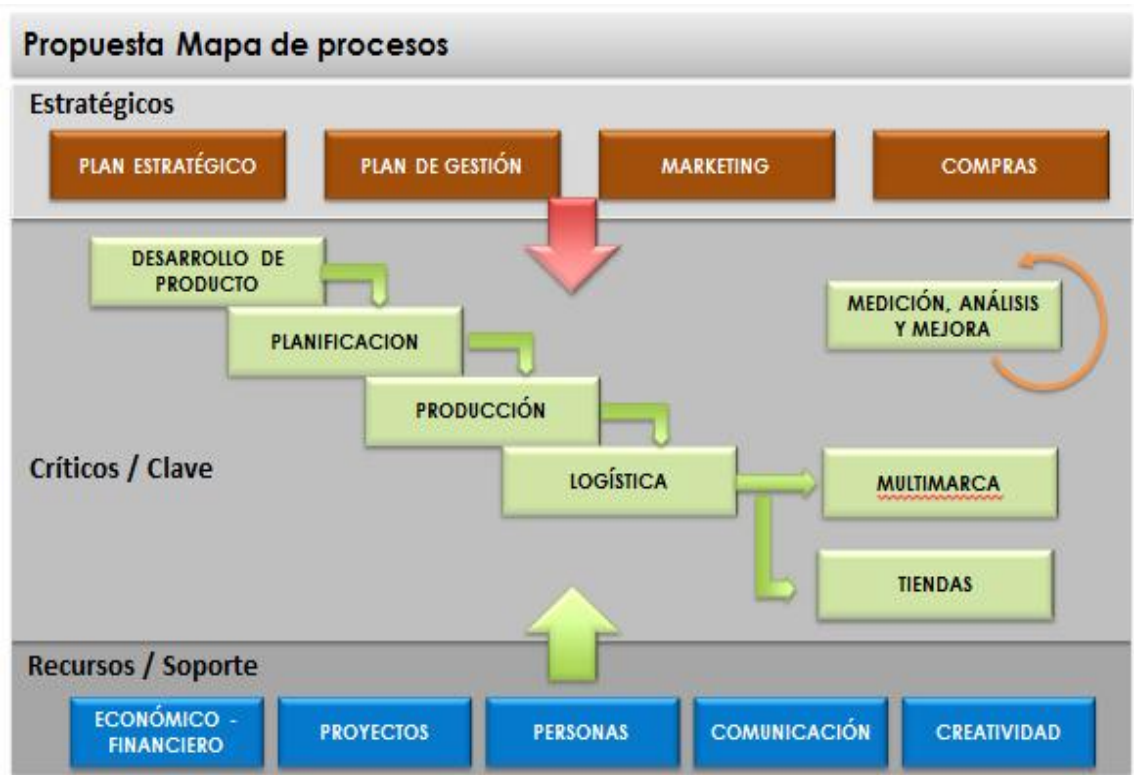 Propuesta Mapa de procesos
Estratégicos
PLAN ESTRATÉGICO
PLAN DE GESTIÓN
MARKETING
COMPRAS
DESARROLLO DE
PRODUCTO
PLANIFICACION
PRODUCCIÓN
LOGÍSTICA
MEDICIÓN, ANÁLISIS
Y MEJORA
Críticos / Clave
MULTIMARCA
TIENDAS
Recursos / Soporte
ECONÓMICO -
FINANCIERO
PROYECTOS
PERSONAS
COMUNICACIÓN
CREATIVIDAD